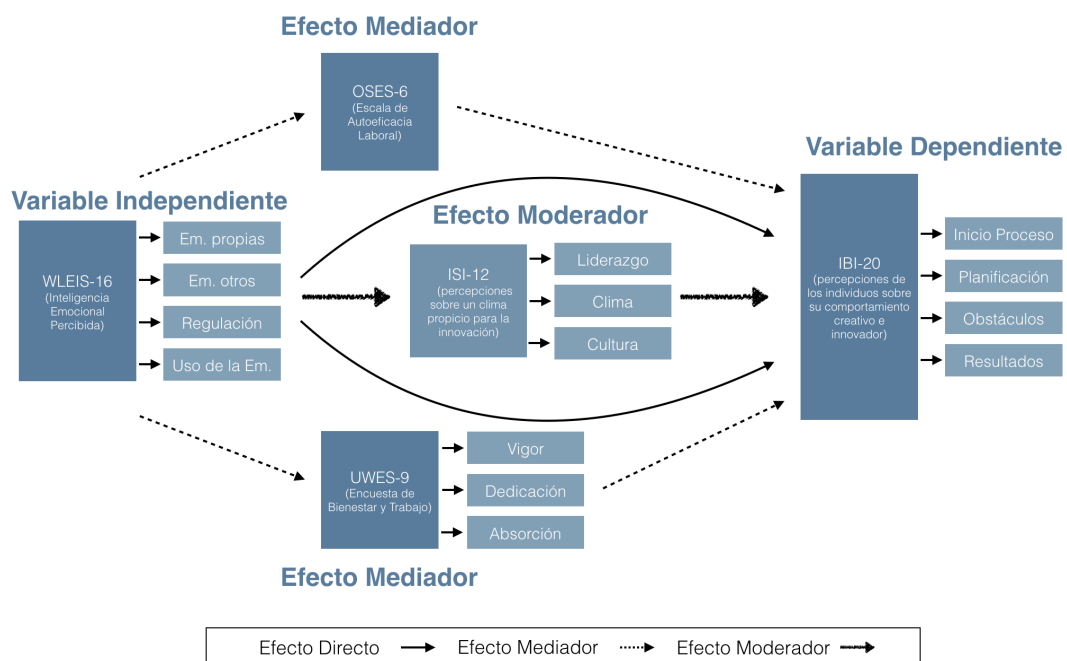 Efecto Mediador
OSES-6
(Escala de
Autoeficacia
Laboral)
Variable Dependiente
Variable Independiente
WLEIS-16
(Inteligencia
Emocional
Percibida)
Em. propias
Em. otros
Regulación
Uso de la Em.
Efecto Moderador
ISI-12
(percepciones
sobre un clima
propicio para la
innovación)
Liderazgo
Clima
Cultura
IBI-20
(percepciones de
los individuos sobre
su comportamiento
creativo e
innovador)
Inicio Proceso
Planificación
Obstáculos
Resultados
UWES-9
(Encuesta de
Bienestar y Trabajo)
Vigor
Dedicación
Absorción
Efecto Mediador
Efecto Directo Efecto Mediador Efecto Moderador